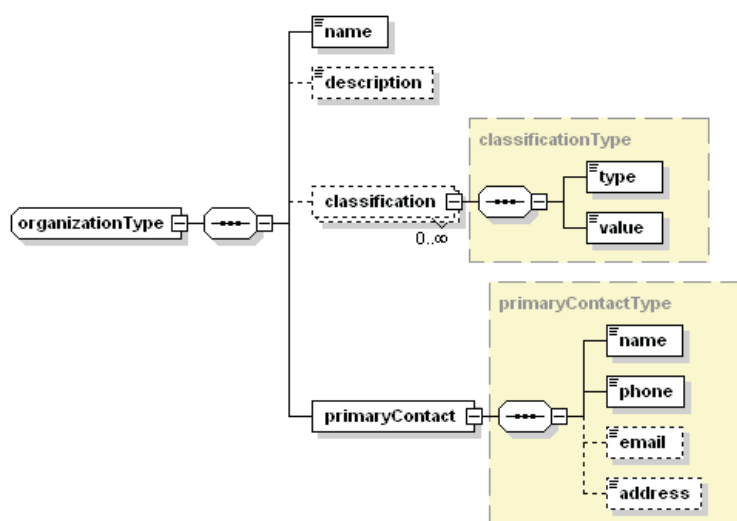 name
description
classificationType
type
classification
value
organizationType
0..∞
primaryContactType
name
phone
primaryContact
email
address